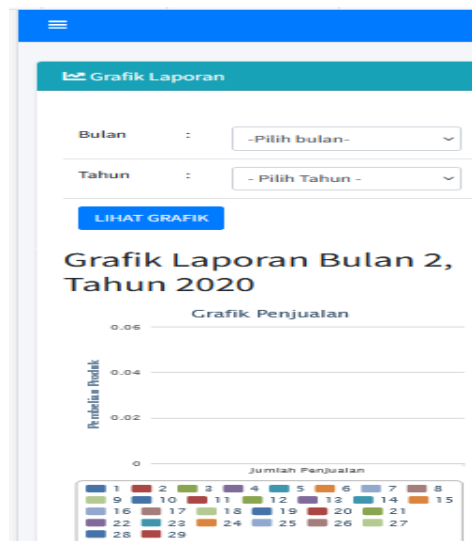 Grafik Laporan
Bulan : -Pilih bulan-
Tahun : - Pilih Tahun -
LIHAT GRAFIK
Grafik Laporan Bulan 2,
Tahun 2020
Grafik Penjualan
Pembelian Produk
0.06
0.04
0.02
0
Jumlah Penjualan
1 2 3 4 5 6 7 8
9 10 11 12 13 14 15
16 17 18 19 20 21
22 23 24 25 26 27
28 29